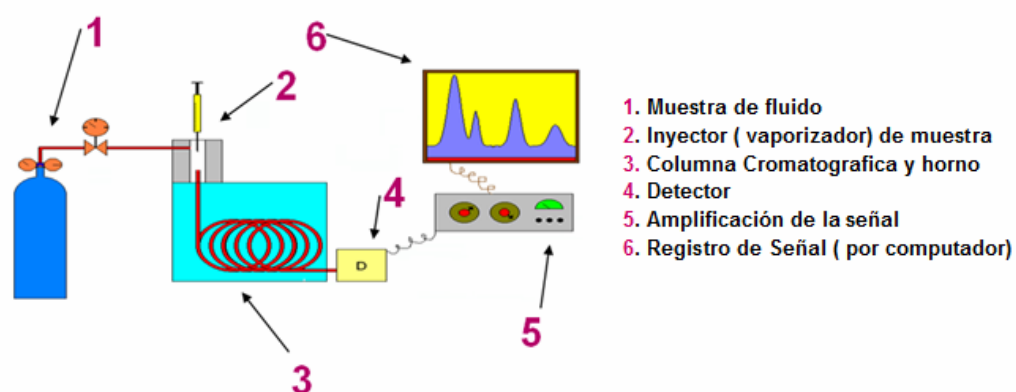 1
2
3
4
5
6
D
1. Muestra de fluido
2. Inyector ( vaporizador) de muestra
3. Columna Cromatografica y horno
4. Detector
5. Amplificación de la señal
6. Registro de Señal ( por computador)